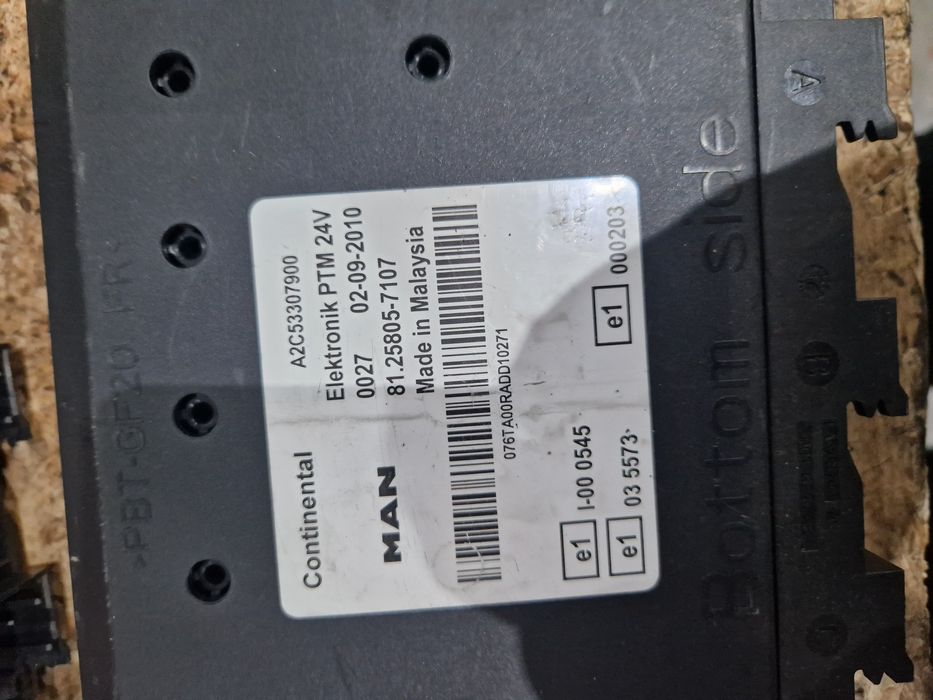 Continental
A2C53307900
Elektronik PTM 24V
0027 02-09-2010
MAN
81.25805-7107
Made in Malaysia
076TA00RADD10271
e1 I-00 0545
e1 03 5573
e1 000203
>PBT-GF20 FR
Bottom side
A